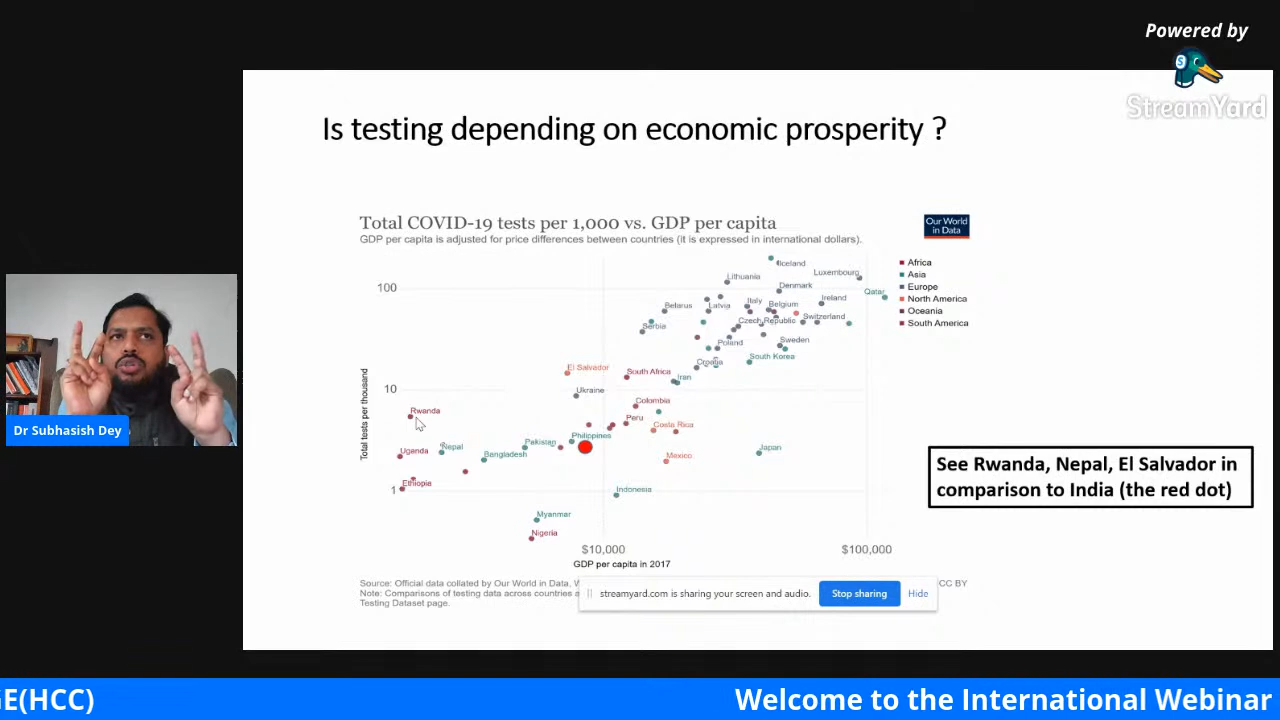 Powered by
StreamYard
Is testing depending on economic prosperity ?
Total COVID-19 tests per 1,000 vs. GDP per capita
GDP per capita is adjusted for price differences between countries (it is expressed in international dollars).
Our World
in Data
Iceland
Lithuania
Luxembourg
Denmark
Qatar
100
Belarus
Latvia
Italy
Belgium
Ireland
Serbia
Czech Republic
Switzerland
Poland
Sweden
Croatia
South Korea
El Salvador
South Africa
Iran
10
Ukraine
Rwanda
Colombia
Peru
Costa Rica
Philippines
Uganda
Nepal
Pakistan
Bangladesh
Japan
Mexico
Ethiopia
1
Indonesia
Myanmar
Nigeria
Total tests per thousand
$10,000
$100,000
GDP per capita in 2017
Africa
Asia
Europe
North America
Oceania
South America
See Rwanda, Nepal, El Salvador in
comparison to India (the red dot)
Source: Official data collated by Our World in Data,
CC BY
Note: Comparisons of testing data across countries
Testing Dataset page.
streamyard.com is sharing your screen and audio.
Stop sharing
Hide
Dr Subhasish Dey
GE(HCC)
Welcome to the International Webinar